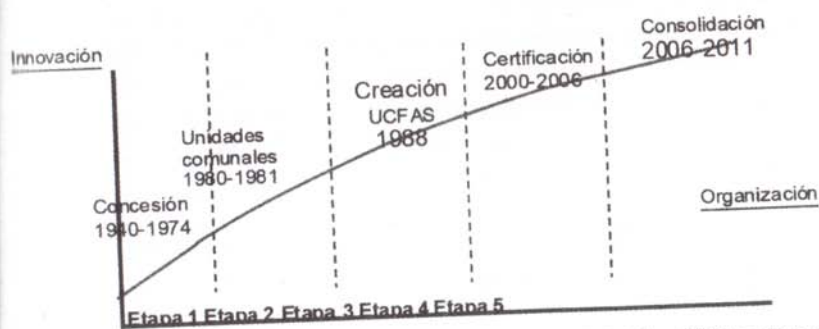 Innovación
Concesión
1940-1974
Unidades
comunales
1980-1981
Creación
UCFAS
1988
Certificación
2000-2006
Consolidación
2006-2011
Organización
Etapa 1 Etapa 2 Etapa 3 Etapa 4 Etapa 5